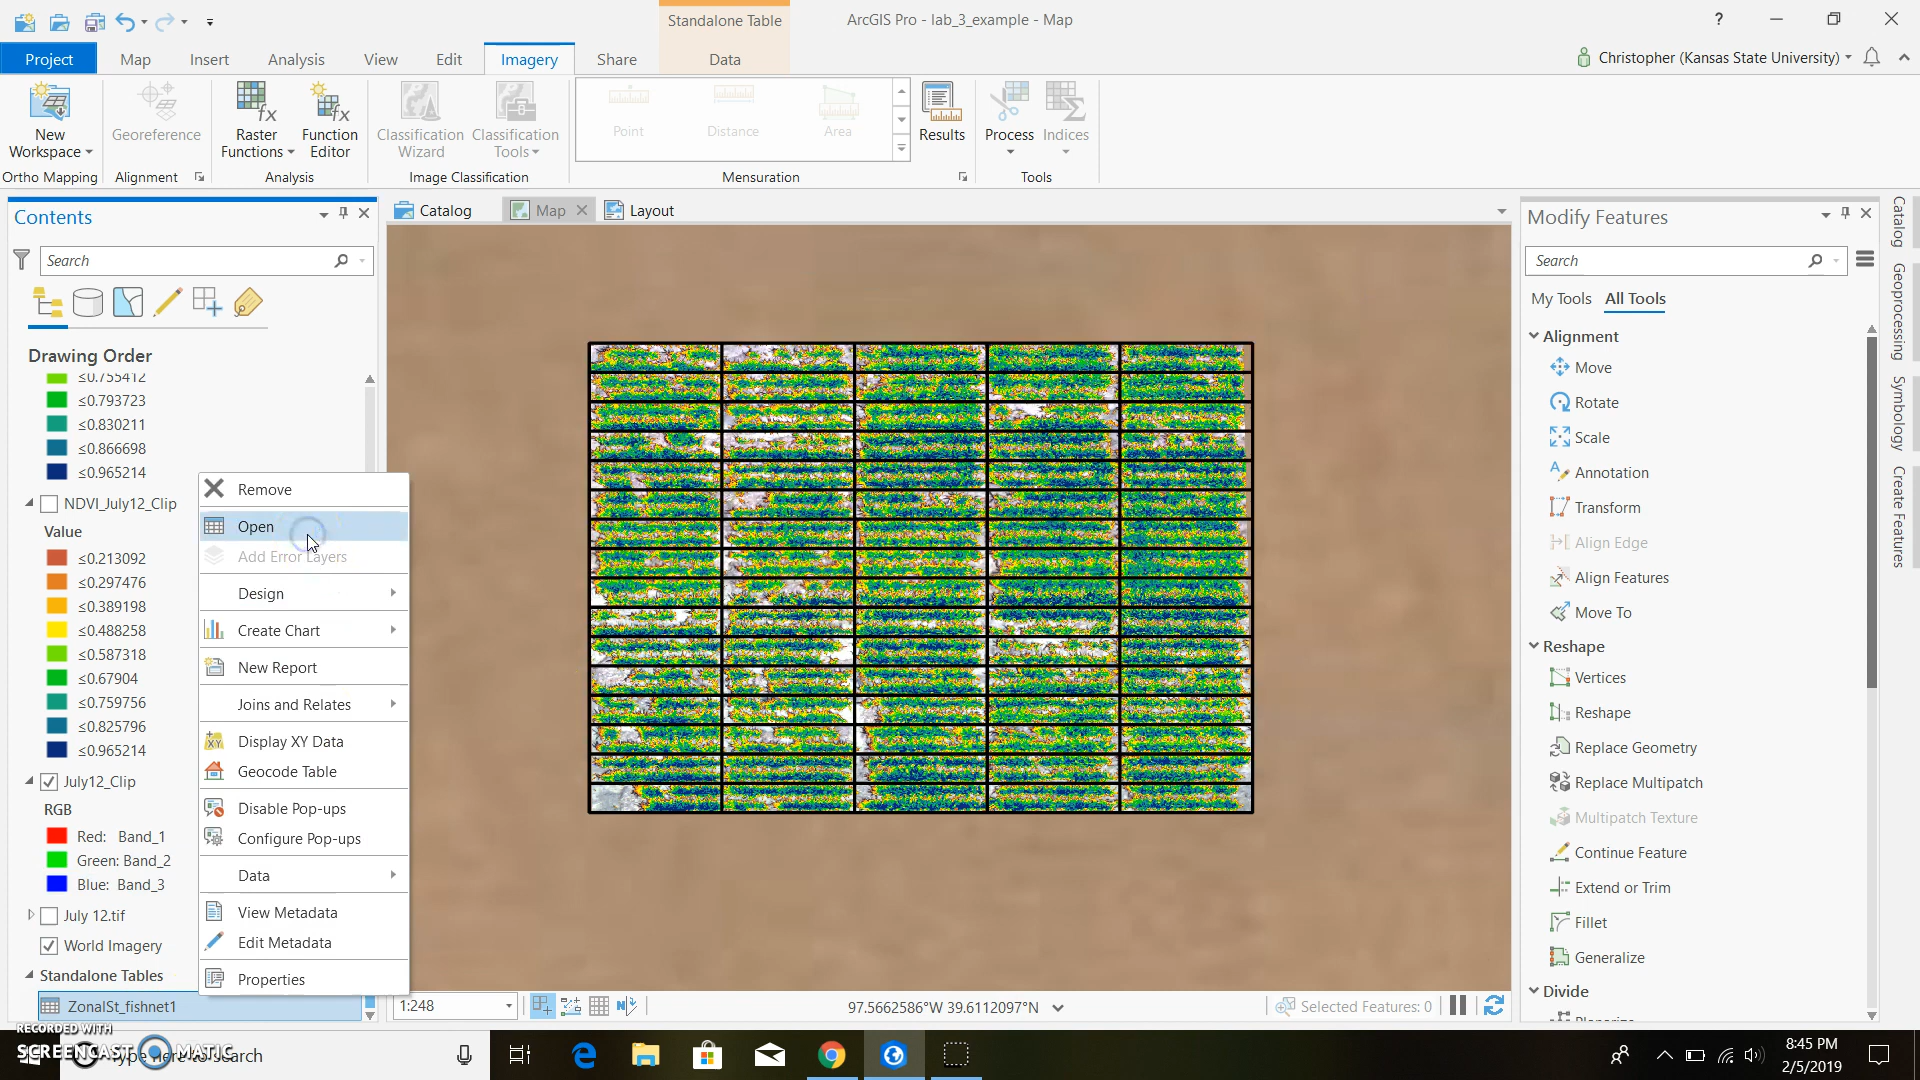 Standalone Table
ArcGIS Pro - lab_3_example - Map
?
Project
Map
Insert
Analysis
View
Edit
Imagery
Share
Data
Christopher (Kansas State University)
New
Workspace
Georeference
Raster
Functions
Function
Editor
Classification
Wizard
Classification
Tools
Point
Distance
Area
Results
Process
Indices
Ortho Mapping
Alignment
Analysis
Image Classification
Mensuration
Tools
Contents
Search
Drawing Order
≤0.755412
≤0.793723
≤0.830211
≤0.866698
≤0.965214
NDVI_July12_Clip
Value
≤0.213092
≤0.297476
≤0.389198
≤0.488258
≤0.587318
≤0.67904
≤0.759756
≤0.825796
≤0.965214
July12_Clip
RGB
Red: Band_1
Green: Band_2
Blue: Band_3
July 12.tif
World Imagery
Standalone Tables
ZonalSt_fishnet1
Remove
Open
Add Error Layers
Design
Create Chart
New Report
Joins and Relates
Display XY Data
Geocode Table
Disable Pop-ups
Configure Pop-ups
Data
View Metadata
Edit Metadata
Properties
Catalog
Map
Layout
1:248
97.5662586°W 39.6112097°N
Selected Features: 0
Modify Features
Search
My Tools
All Tools
Alignment
Move
Rotate
Scale
Annotation
Transform
Align Edge
Align Features
Move To
Reshape
Vertices
Reshape
Replace Geometry
Replace Multipatch
Multipatch Texture
Continue Feature
Extend or Trim
Fillet
Generalize
Divide
Catalog
Geoprocessing
Symbology
Create Features
RECORDED WITH
SCREENCAST MATIC
Type here to search
8:45 PM
2/5/2019